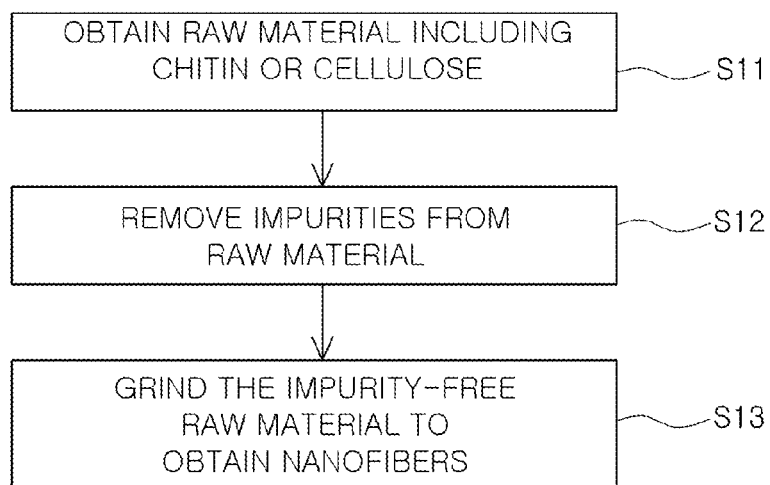 OBTAIN RAW MATERIAL INCLUDING
CHITIN OR CELLULOSE
S11
REMOVE IMPURITIES FROM
RAW MATERIAL
S12
GRIND THE IMPURITY-FREE
RAW MATERIAL TO
OBTAIN NANOFIBERS
S13